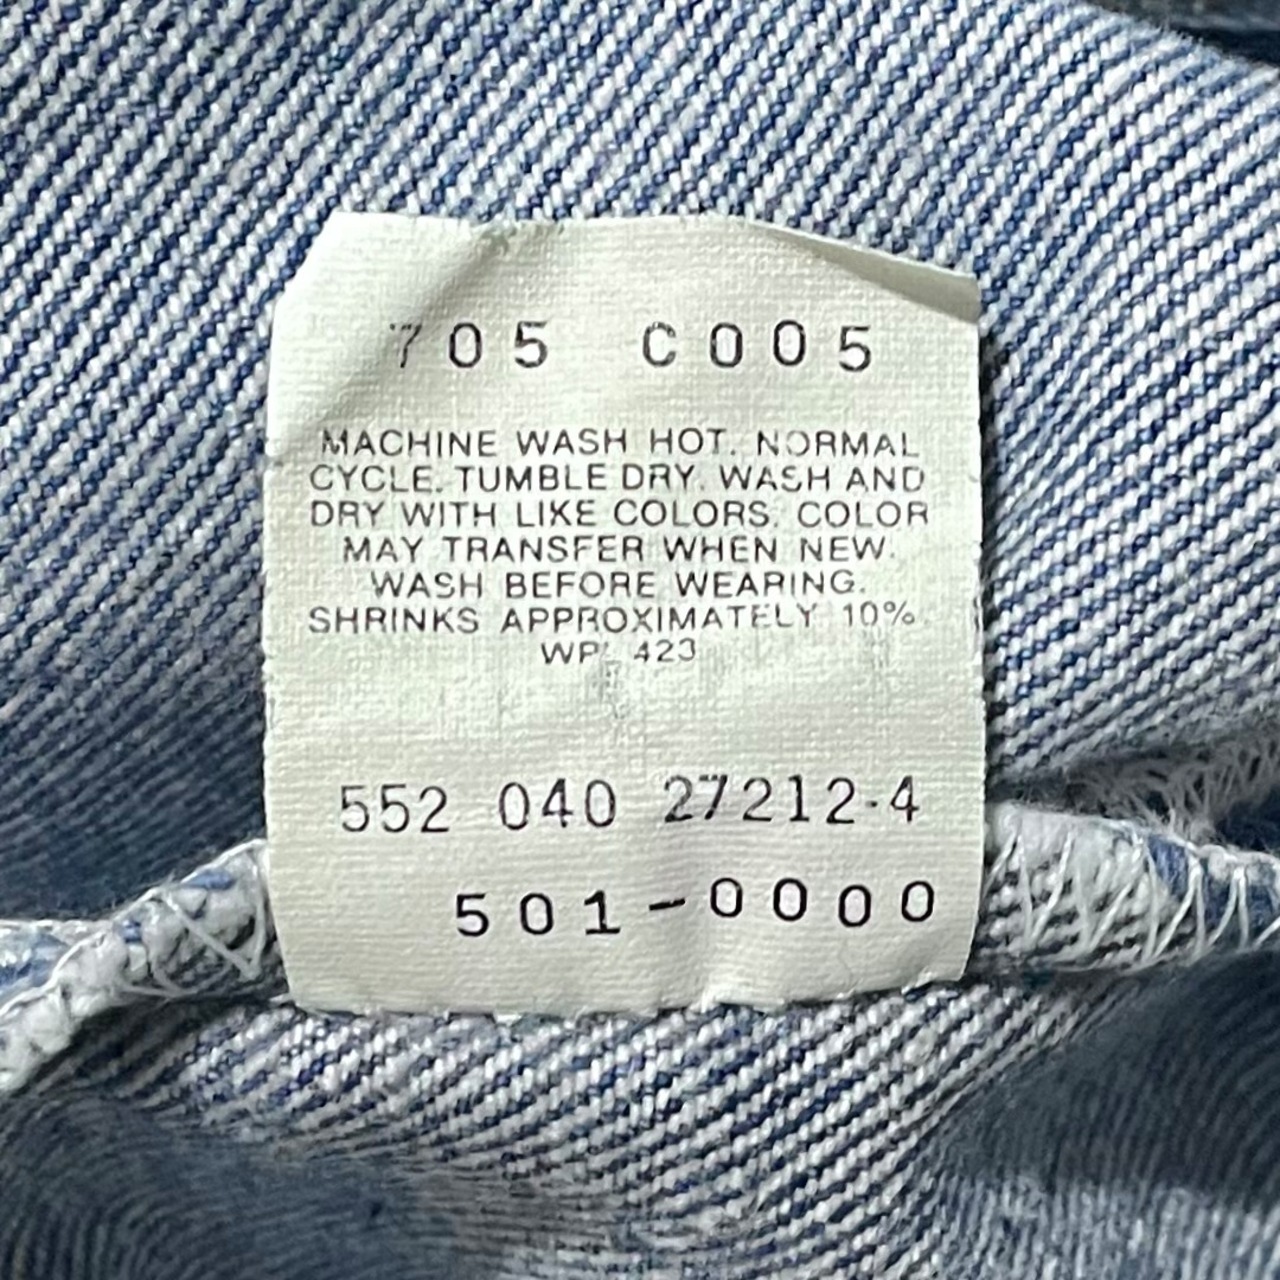 705 C005
MACHINE WASH HOT. NORMAL
CYCLE. TUMBLE DRY. WASH AND
DRY WITH LIKE COLORS. COLOR
MAY TRANSFER WHEN NEW.
WASH BEFORE WEARING.
SHRINKS APPROXIMATELY 10%
WPL 423
552 040 27212-4
501-0000